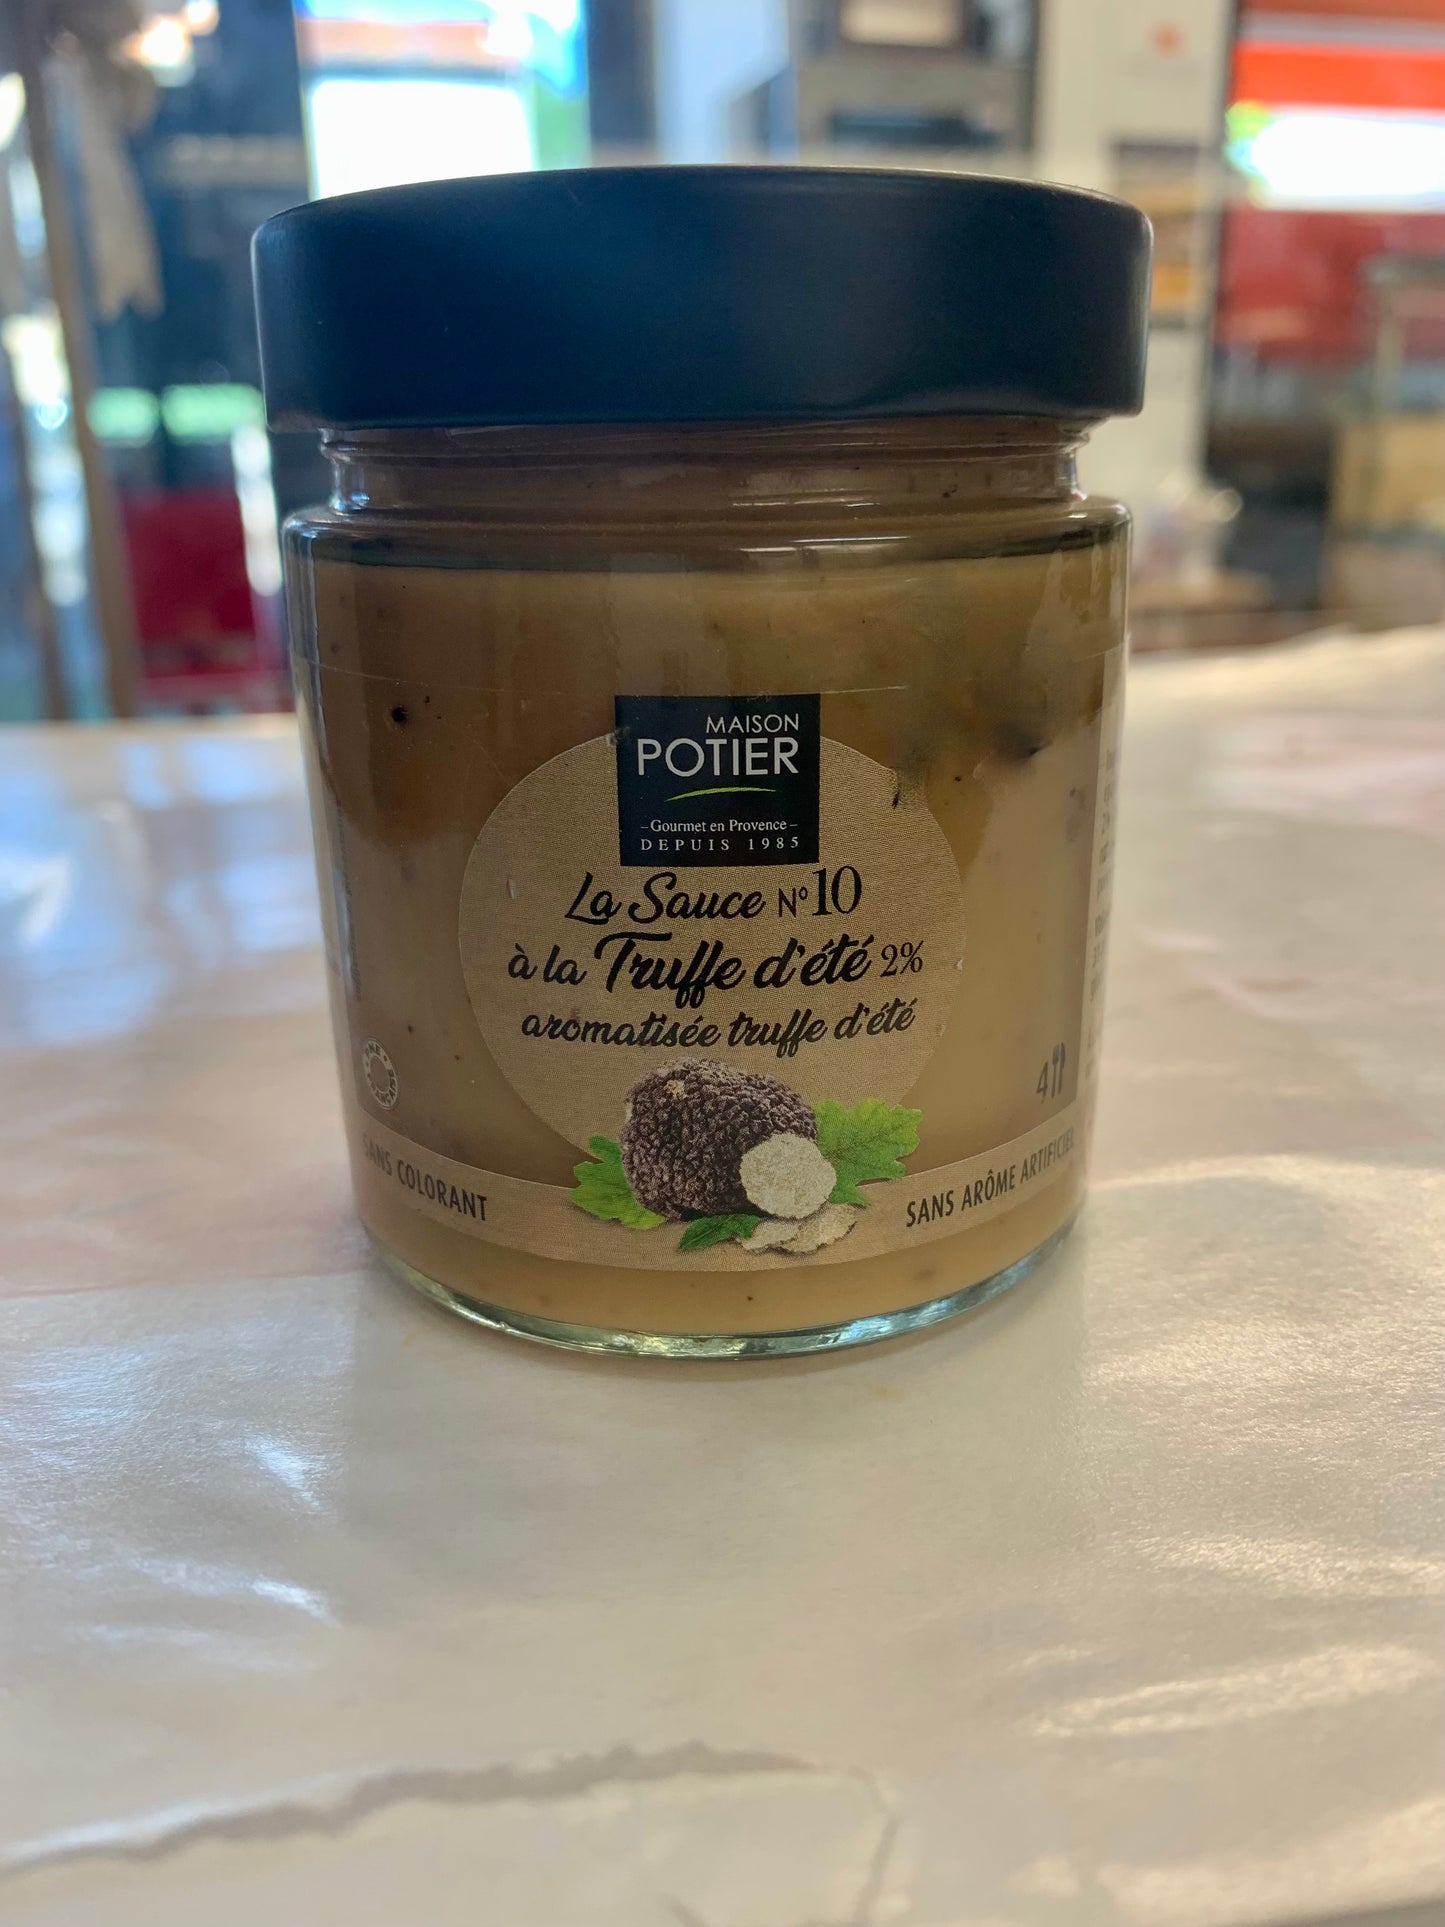 MAISON
POTIER
– Gourmet en Provence –
DEPUIS 1985
La Sauce N°10
à la Truffe d'été 2%
aromatisée truffe d'été
4
SANS COLORANT
SANS ARÔME ARTIFICIEL